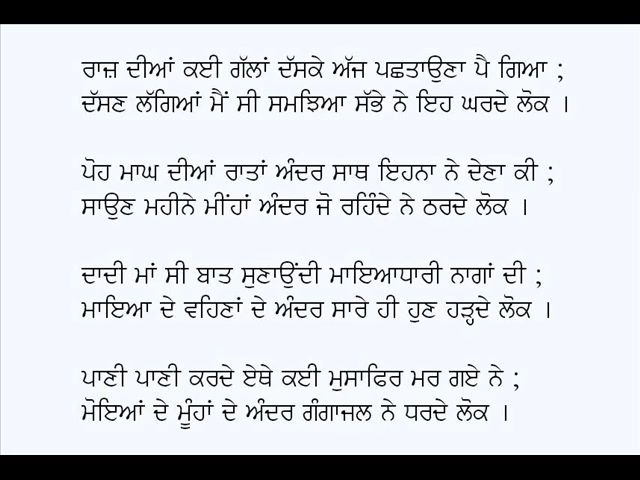 ਰਾਜ਼ ਦੀਆਂ ਕਈ ਗੱਲਾਂ ਦੱਸਕੇ ਅੱਜ ਪਛਤਾਉਣਾ ਪੈ ਗਿਆ ;
ਦੱਸਣ ਲੱਗਿਆਂ ਮੈਂ ਸੀ ਸਮਝਿਆ ਸੱਭੇ ਨੇ ਇਹ ਘਰਦੇ ਲੋਕ ।
ਪੋਹ ਮਾਘ ਦੀਆਂ ਰਾਤਾਂ ਅੰਦਰ ਸਾਥ ਇਹਨਾ ਨੇ ਦੇਣਾ ਕੀ ;
ਸਾਉਣ ਮਹੀਨੇ ਮੀਂਹਾਂ ਅੰਦਰ ਜੋ ਰਹਿੰਦੇ ਨੇ ਠਰਦੇ ਲੋਕ ।
ਦਾਦੀ ਮਾਂ ਸੀ ਬਾਤ ਸੁਣਾਉਂਦੀ ਮਾਇਆਧਾਰੀ ਨਾਗਾਂ ਦੀ ;
ਮਾਇਆ ਦੇ ਵਹਿਣਾਂ ਦੇ ਅੰਦਰ ਸਾਰੇ ਹੀ ਹੁਣ ਹੜ੍ਹਦੇ ਲੋਕ ।
ਪਾਣੀ ਪਾਣੀ ਕਰਦੇ ਏਥੇ ਕਈ ਮੁਸਾਫਿਰ ਮਰ ਗਏ ਨੇ ;
ਮੋਇਆਂ ਦੇ ਮੂੰਹਾਂ ਦੇ ਅੰਦਰ ਗੰਗਾਜਲ ਨੇ ਧਰਦੇ ਲੋਕ ।